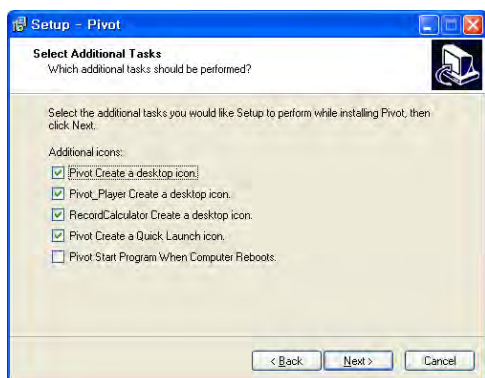 Setup - Pivot
Select Additional Tasks
Which additional tasks should be performed?
Select the additional tasks you would like Setup to perform while installing Pivot, then
click Next.
Additional icons:
Pivot Create a desktop icon.
Pivot_Player Create a desktop icon.
RecordCalculator Create a desktop icon.
Pivot Create a Quick Launch icon.
Pivot Start Program When Computer Reboots.
< Back
Next >
Cancel